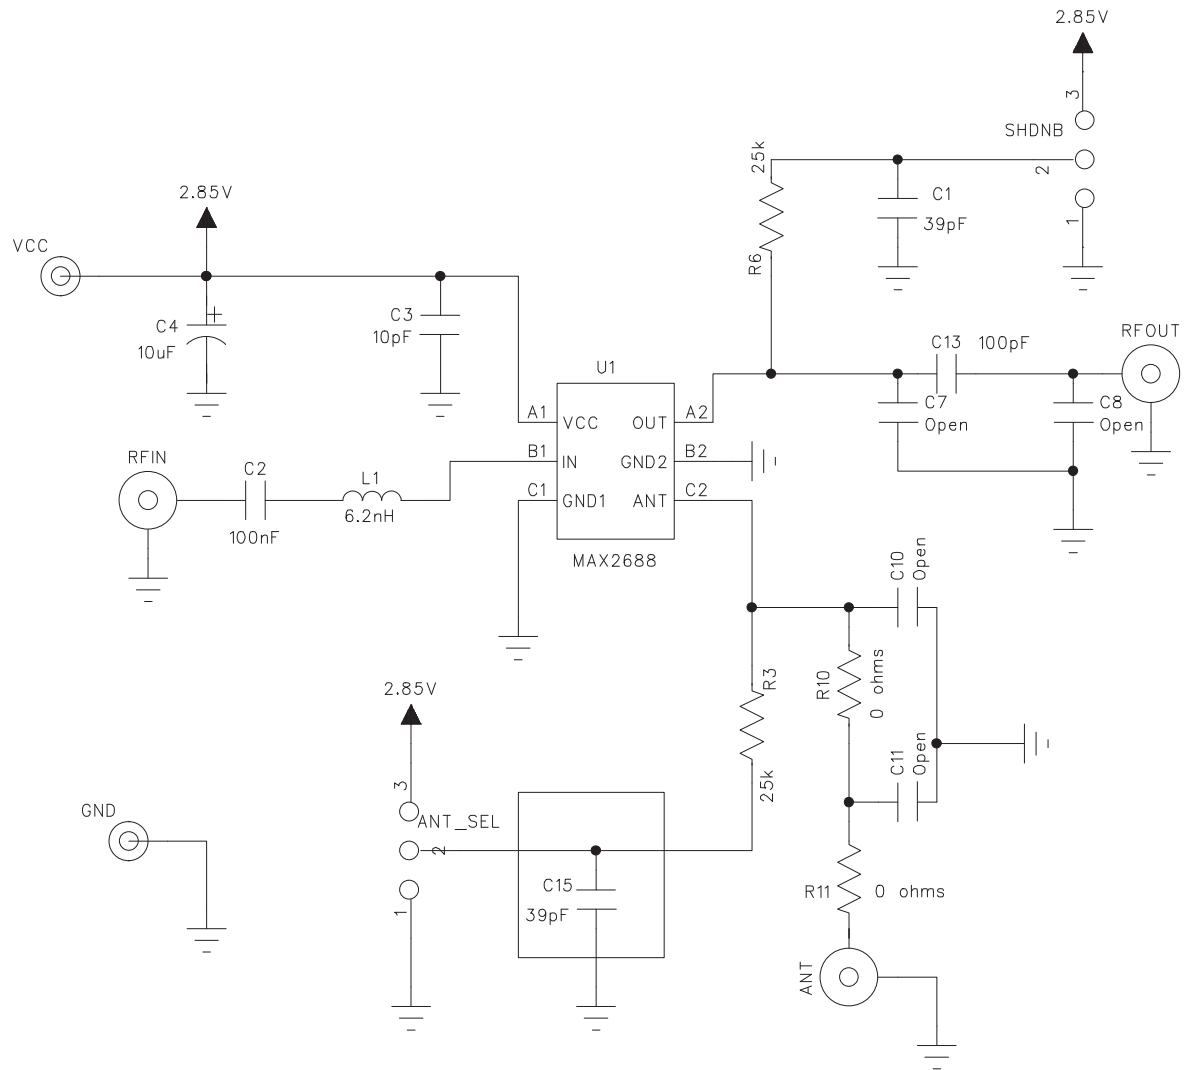 2.85V
3
SHDNB
2
1
25k
R6
C1
39pF
2.85V
VCC
C4
+
10uF
C3
10pF
C13 100pF
RFOUT
C7
Open
C8
Open
U1
A1
VCC
OUT
A2
B1
IN
GND2
B2
C1
GND1
ANT
C2
MAX2688
RFIN
C2
100nF
L1
6.2nH
C10
Open
R3
25k
R10
0 ohms
C11
Open
2.85V
3
ANT_SEL
2
1
GND
C15
39pF
R11 0 ohms
ANT